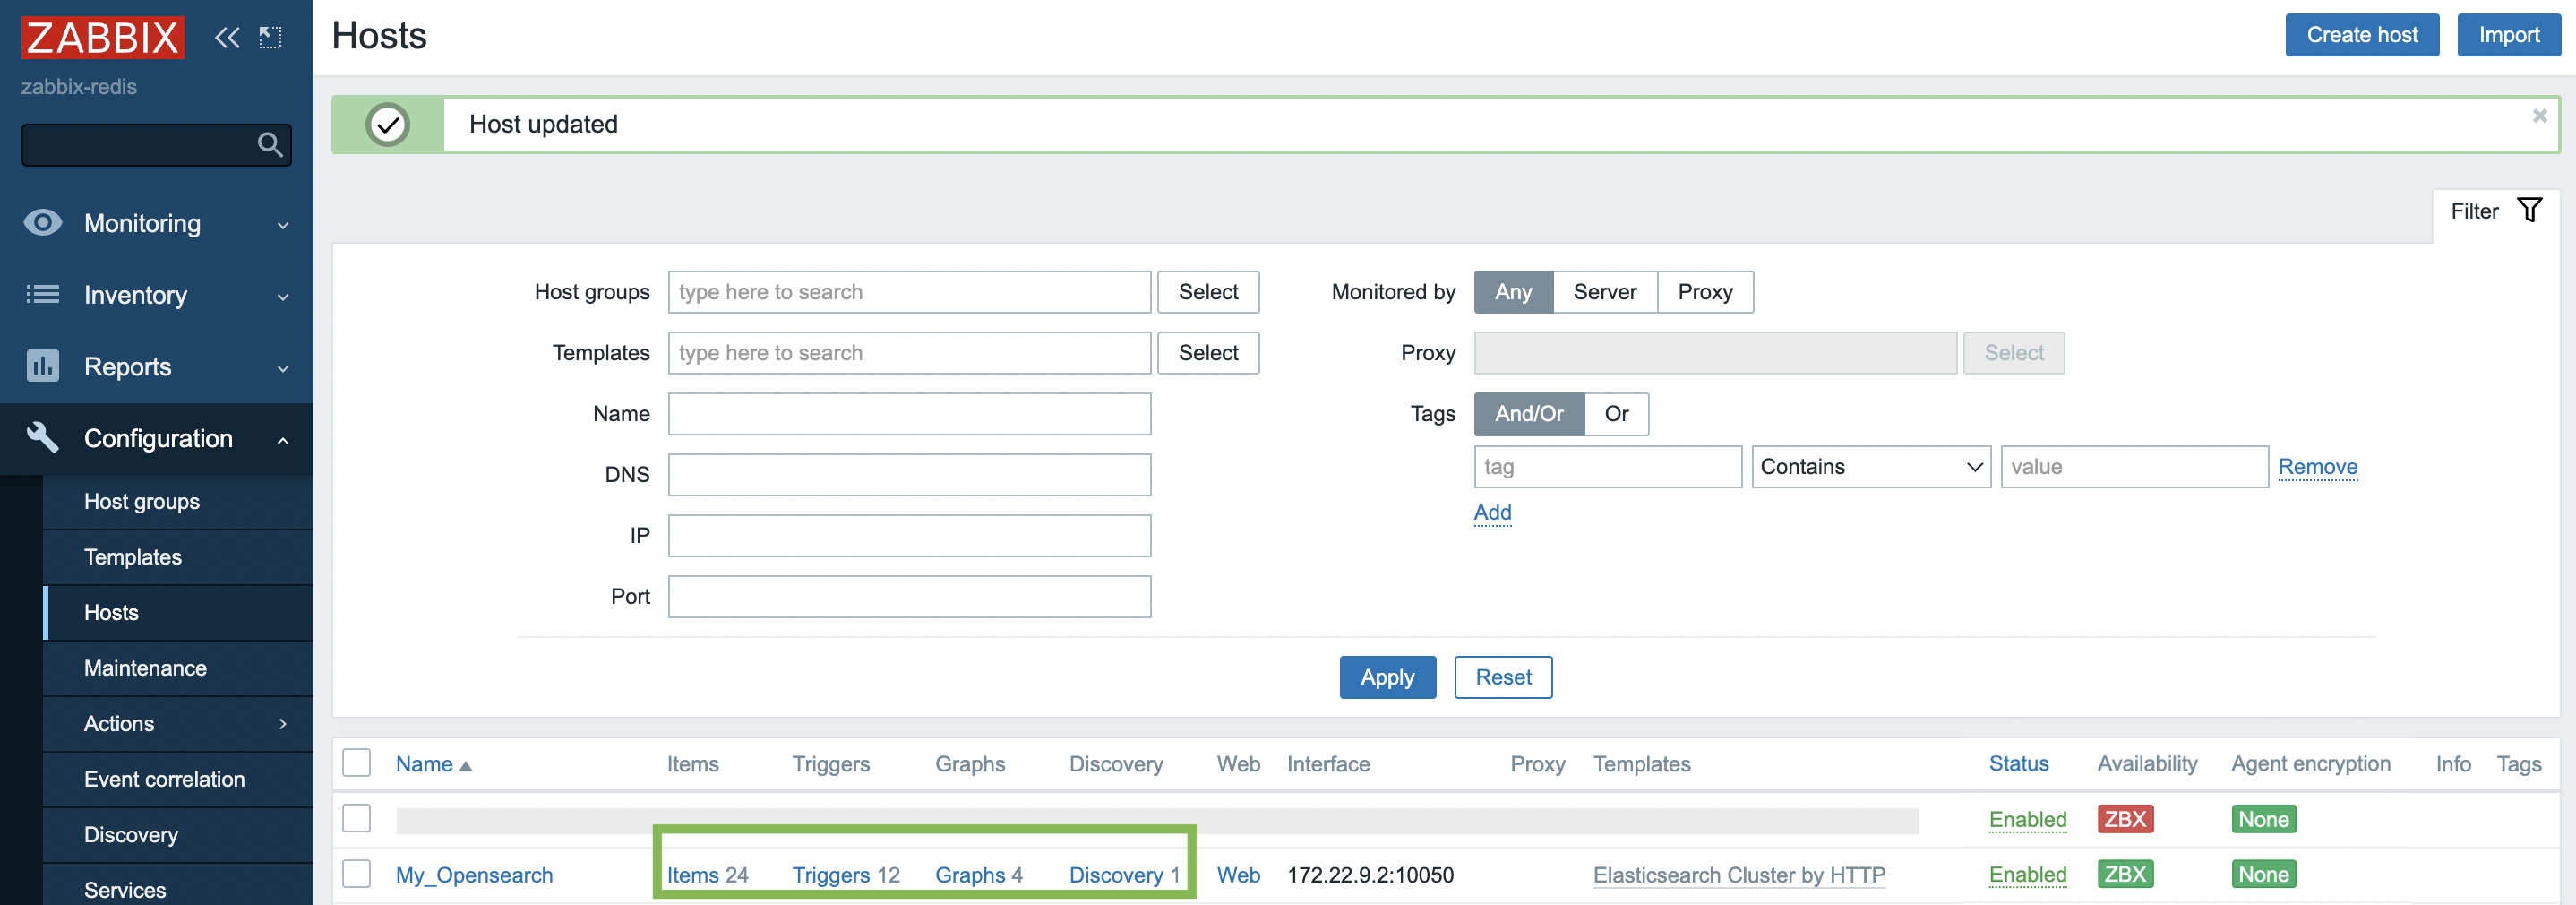 ZABBIX
zabbix-redis
Monitoring
Inventory
Reports
Configuration
Host groups
Templates
Hosts
Maintenance
Actions
Event correlation
Discovery
Services
Hosts
Create host Import
Host updated
Filter
Host groups type here to search Select
Templates type here to search Select
Name
DNS
IP
Port
Monitored by Any Server Proxy
Proxy Select
Tags And/Or Or
tag Contains value Remove
Add
Apply Reset
Name Items Triggers Graphs Discovery Web Interface Proxy Templates Status Availability Agent encryption Info Tags
Enabled ZBX None
My_Opensearch Items 24 Triggers 12 Graphs 4 Discovery 1 Web 172.22.9.2:10050 Elasticsearch Cluster by HTTP Enabled ZBX None